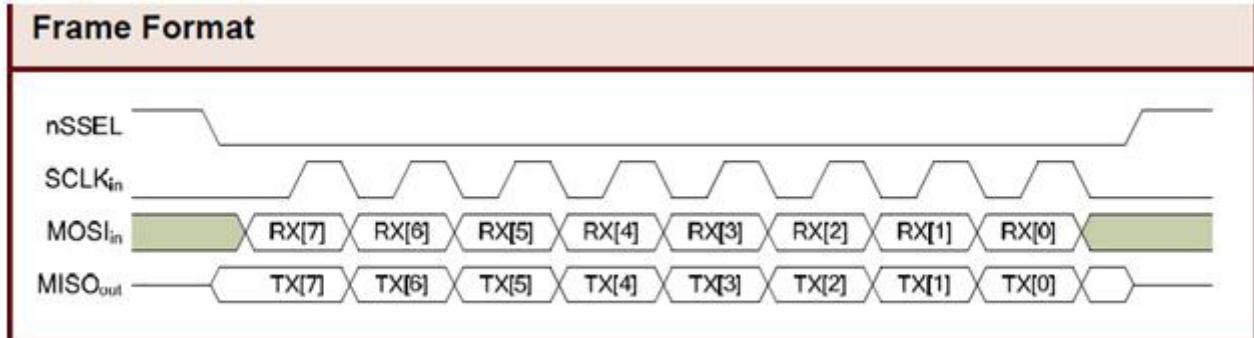 Frame Format
nSSEL
SCLKin
MOSIin RX[7] RX[6] RX[5] RX[4] RX[3] RX[2] RX[1] RX[0]
MISOout TX[7] TX[6] TX[5] TX[4] TX[3] TX[2] TX[1] TX[0]